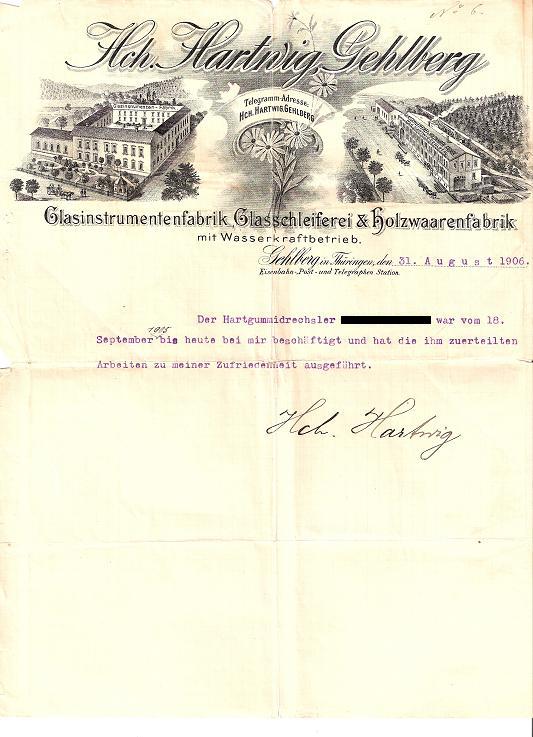 No 6.
Hch. Hartwig, Gehlberg
Telegramm-Adresse:
HCH. HARTWIG, GEHLBERG
Glasinstrumentenfabrik, Glasschleiferei & Holzwaarenfabrik
mit Wasserkraftbetrieb.
Gehlberg in Thüringen, den 31. August 1906.
Eisenbahn-, Post- und Telegraphen Station.
Der Hartgummidrechsler war vom 18.
1905
September bis heute bei mir beschäftigt und hat die ihm zuerteilten
Arbeiten zu meiner Zufriedenheit ausgeführt.
Hch. Hartwig